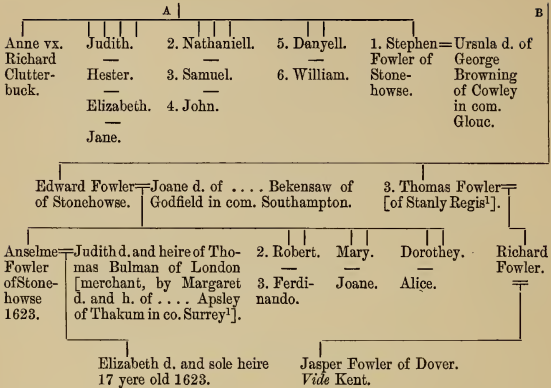 A B
Anne vx.
Richard
Clutter-
buck.
Judith.
—
Hester.
—
Elizabeth.
—
Jane.
2. Nathaniell.
—
3. Samuel.
—
4. John.
5. Danyell.
—
6. William.
1. Stephen=Ursula d. of
Fowler of
Stone-
howse.
George
Browning
of Cowley
in com.
Glouc.
Edward Fowler=Joane d. of .... Bekensaw of
of Stonehowse.
Godfield in com. Southampton.
3. Thomas Fowler=
[of Stanly Regis¹].
Anselme=Judith d. and heire of Tho-
Fowler
ofStone-
howse
1623.
mas Bulman of London
[merchant, by Margaret
d. and h. of .... Apsley
of Thakum in co. Surrey¹].
2. Robert.
—
3. Ferdi-
nando.
Mary.
—
Joane.
Dorothey.
—
Alice.
Richard
Fowler.
=
Elizabeth d. and sole heire
17 yere old 1623.
Jasper Fowler of Dover.
Vide Kent.